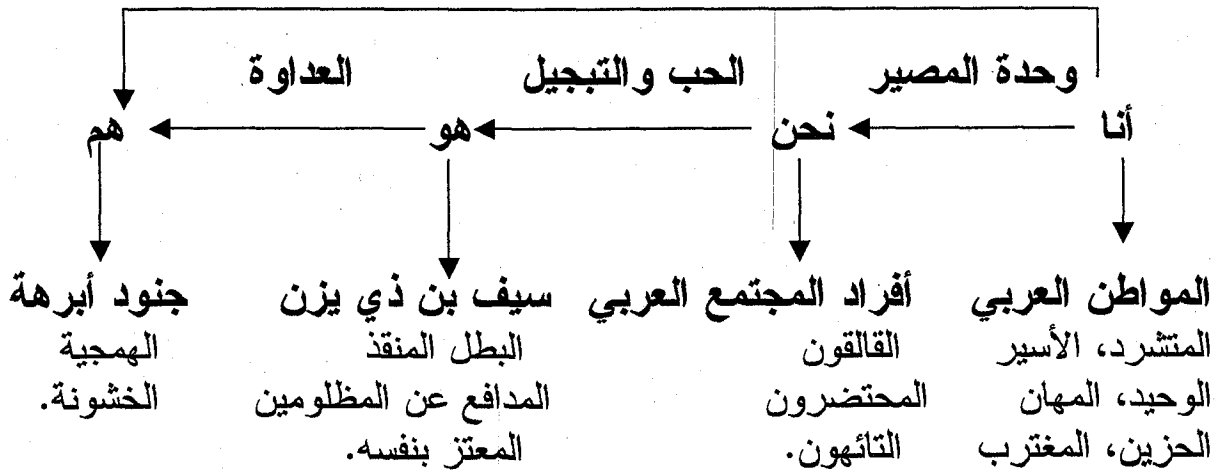 وحدة المصير الحب والتبجيل العداوة
أنا نحن هو هم
المواطن العربي أفراد المجتمع العربي سيف بن ذي يزن جنود أبرهة
المتشرد، الأسير القالقون البطل المنقذ الهمجية
الوحيد، المهان المحتضرون المدافع عن المظلومين الخشونة.
الحزين، المغترب التائهون. المعتز بنفسه.